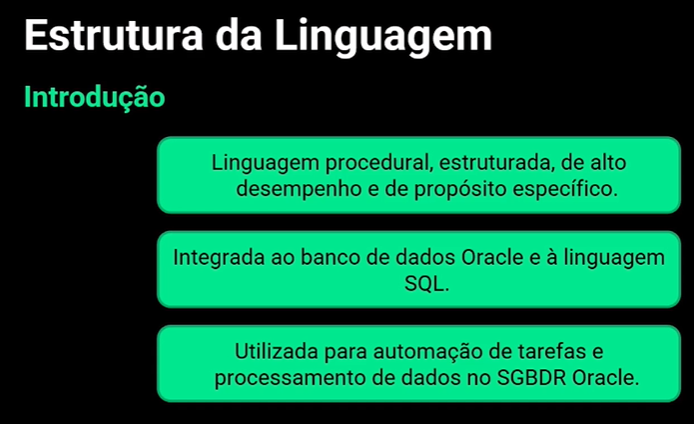 Estrutura da Linguagem
Introdução
Linguagem procedural, estruturada, de alto
desempenho e de propósito específico.
Integrada ao banco de dados Oracle e à linguagem
SQL.
Utilizada para automação de tarefas e
processamento de dados no SGBDR Oracle.